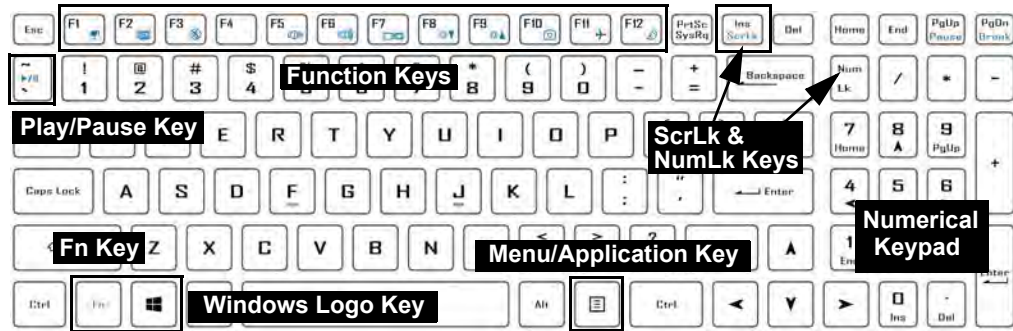 Esc F1 F2 F3 F4 F5 F6 F7 F8 F9 F10 F11 F12 PrtSc SysRq Ins ScrLk Del Home End PgUp Pause PgDn Break
~ ` ! 1 @ 2 # 3 $ 4 * 8 ( 9 ) 0 _ - + = Backspace Num Lk / * -
Function Keys
Play/Pause Key
E R T Y U I O P 7 Home 8 9 PgUp +
ScrLk &
NumLk Keys
Caps Lock A S D F G H J K L : ; " ' Enter 4 5 6
Numerical
Keypad
Fn Key
Z X C V B N < > ? 1 End Enter
Menu/Application Key
Ctrl Fn Alt Ctrl 0 Ins . Del
Windows Logo Key